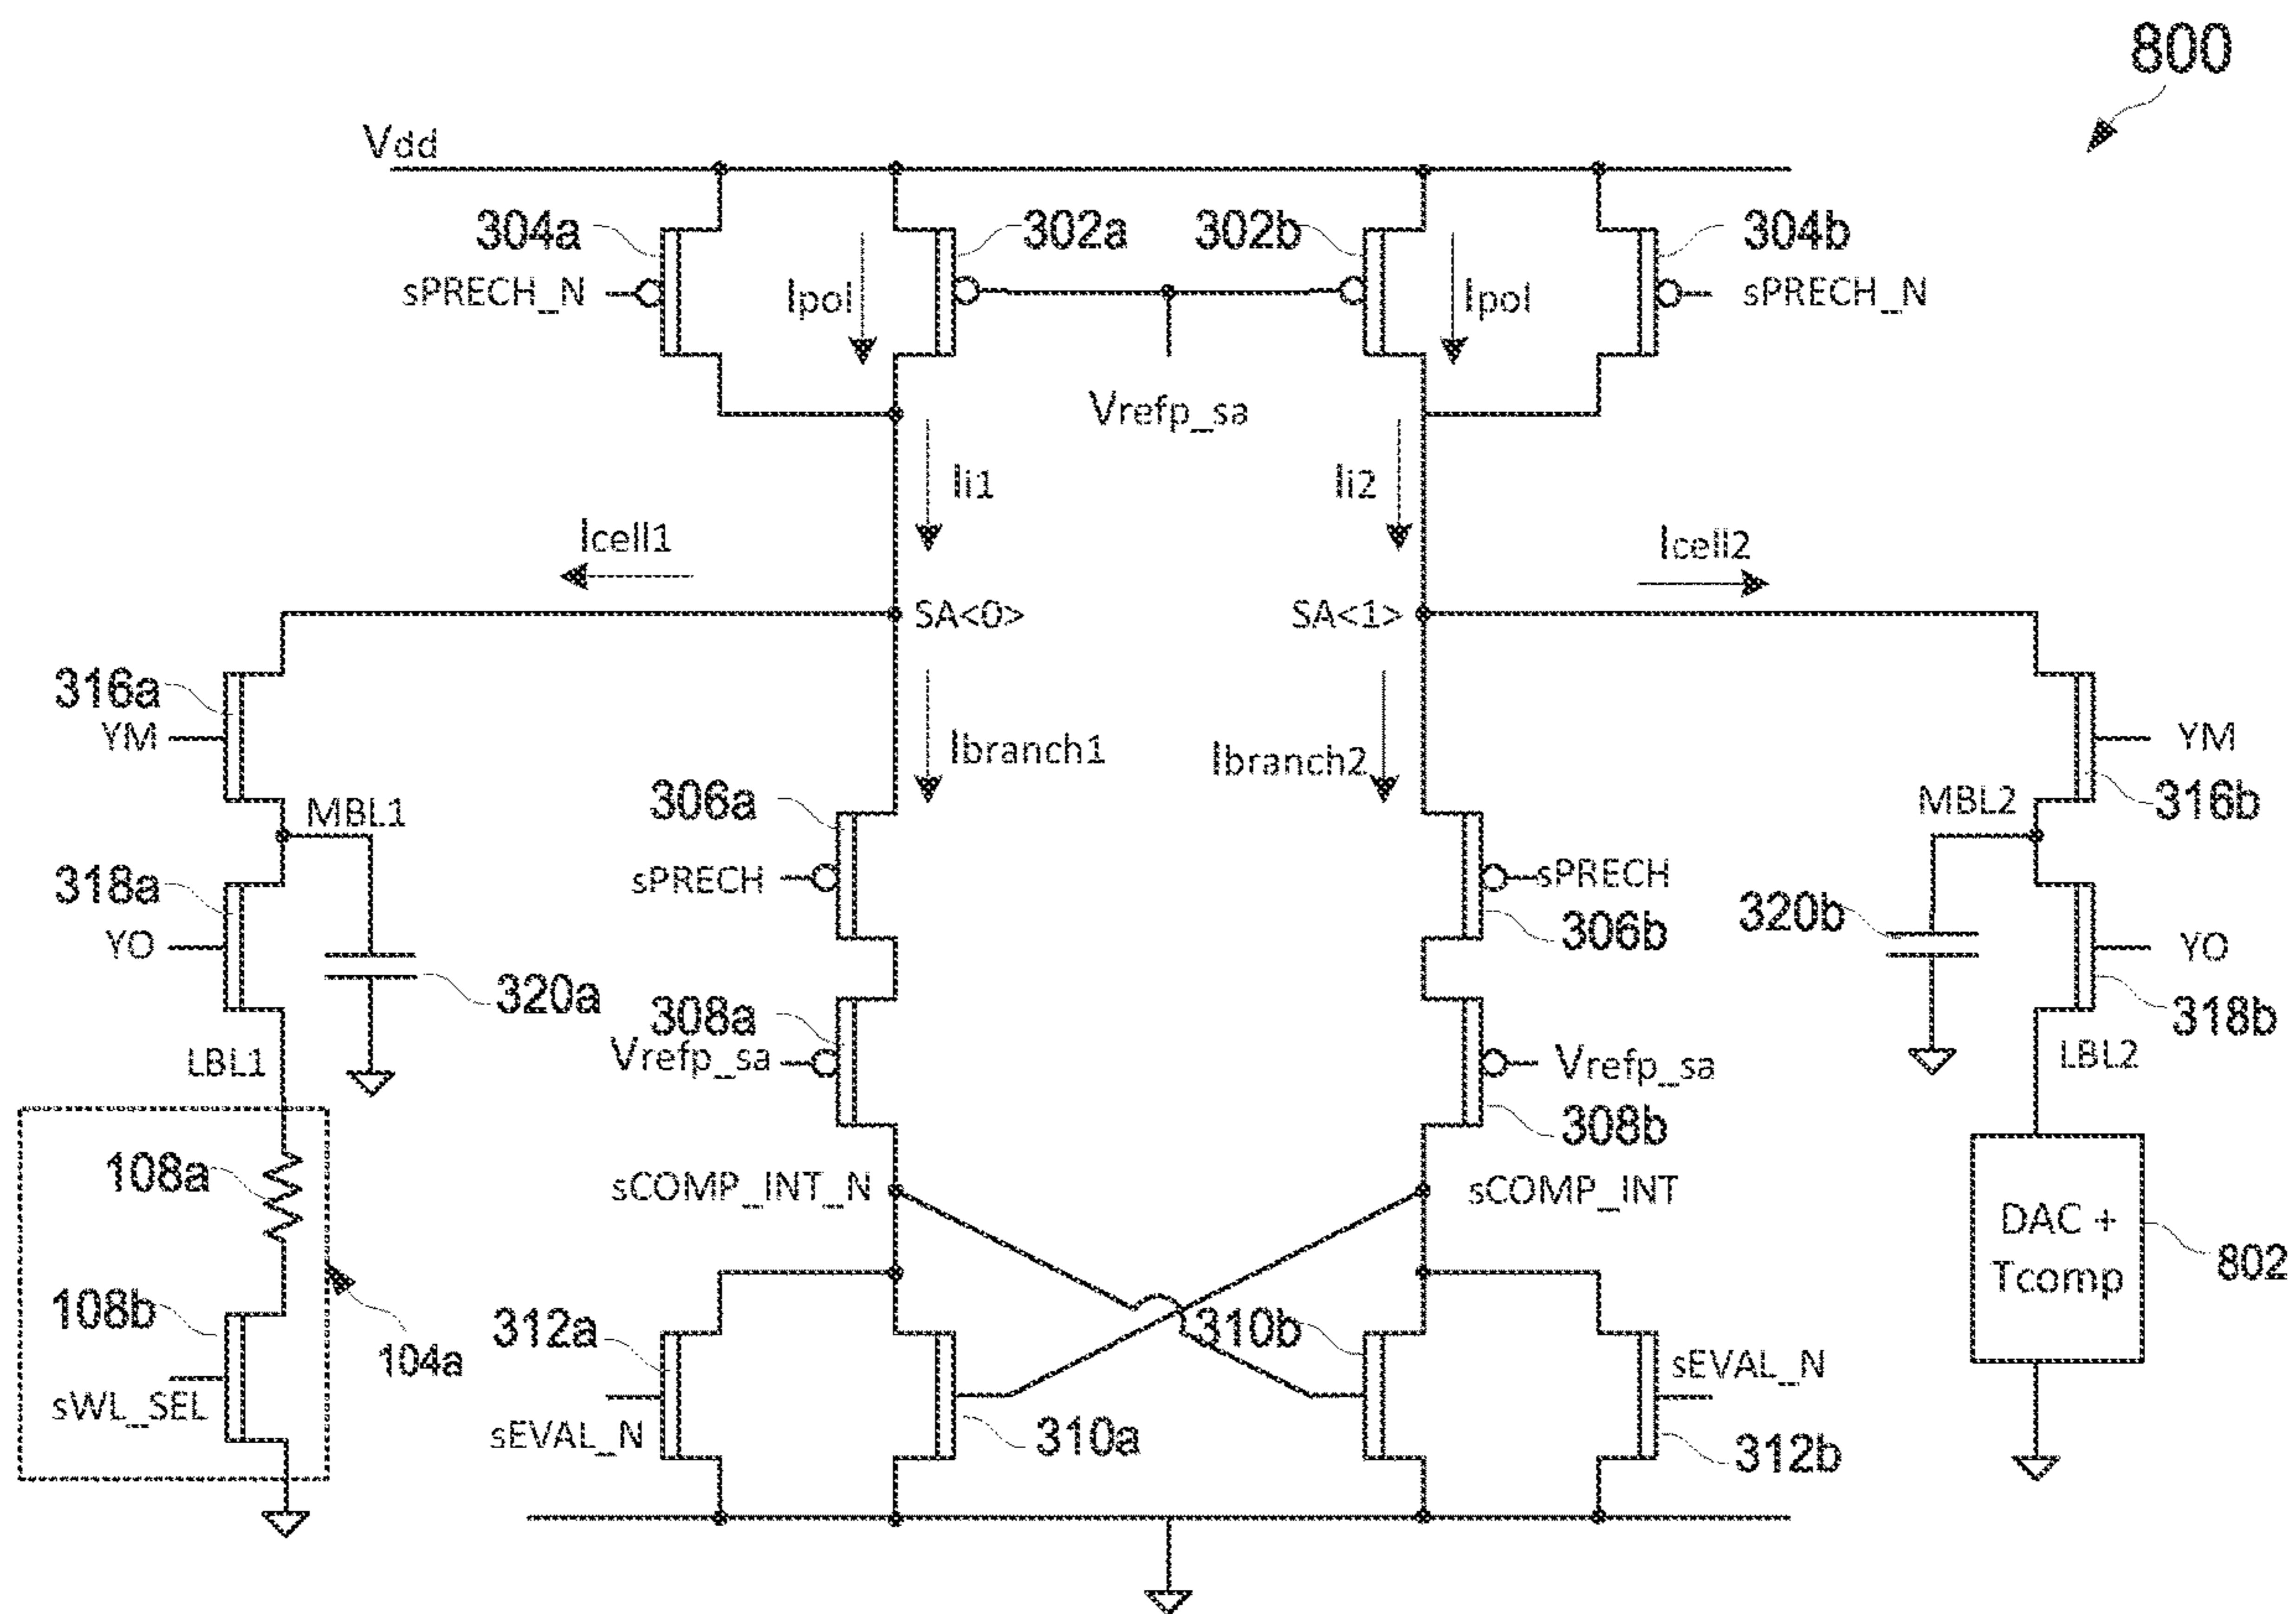 800
Vdd
304a
302a
302b
304b
sPRECH_N
Ipol
Ipol
sPRECH_N
Vrefp_sa
Ii1
Ii2
Icell1
Icell2
SA<0>
SA<1>
316a
YM
Ibranch1
Ibranch2
YM
316b
MBL1
306a
MBL2
318a
sPRECH
sPRECH
320b
306b
YO
320a
308a
YO
318b
LBL1
Vrefp_sa
Vrefp_sa
LBL2
308b
108a
sCOMP_INT_N
sCOMP_INT
DAC +
Tcomp
802
108b
312a
310b
104a
sEVAL_N
sWL_SEL
sEVAL_N
310a
312b